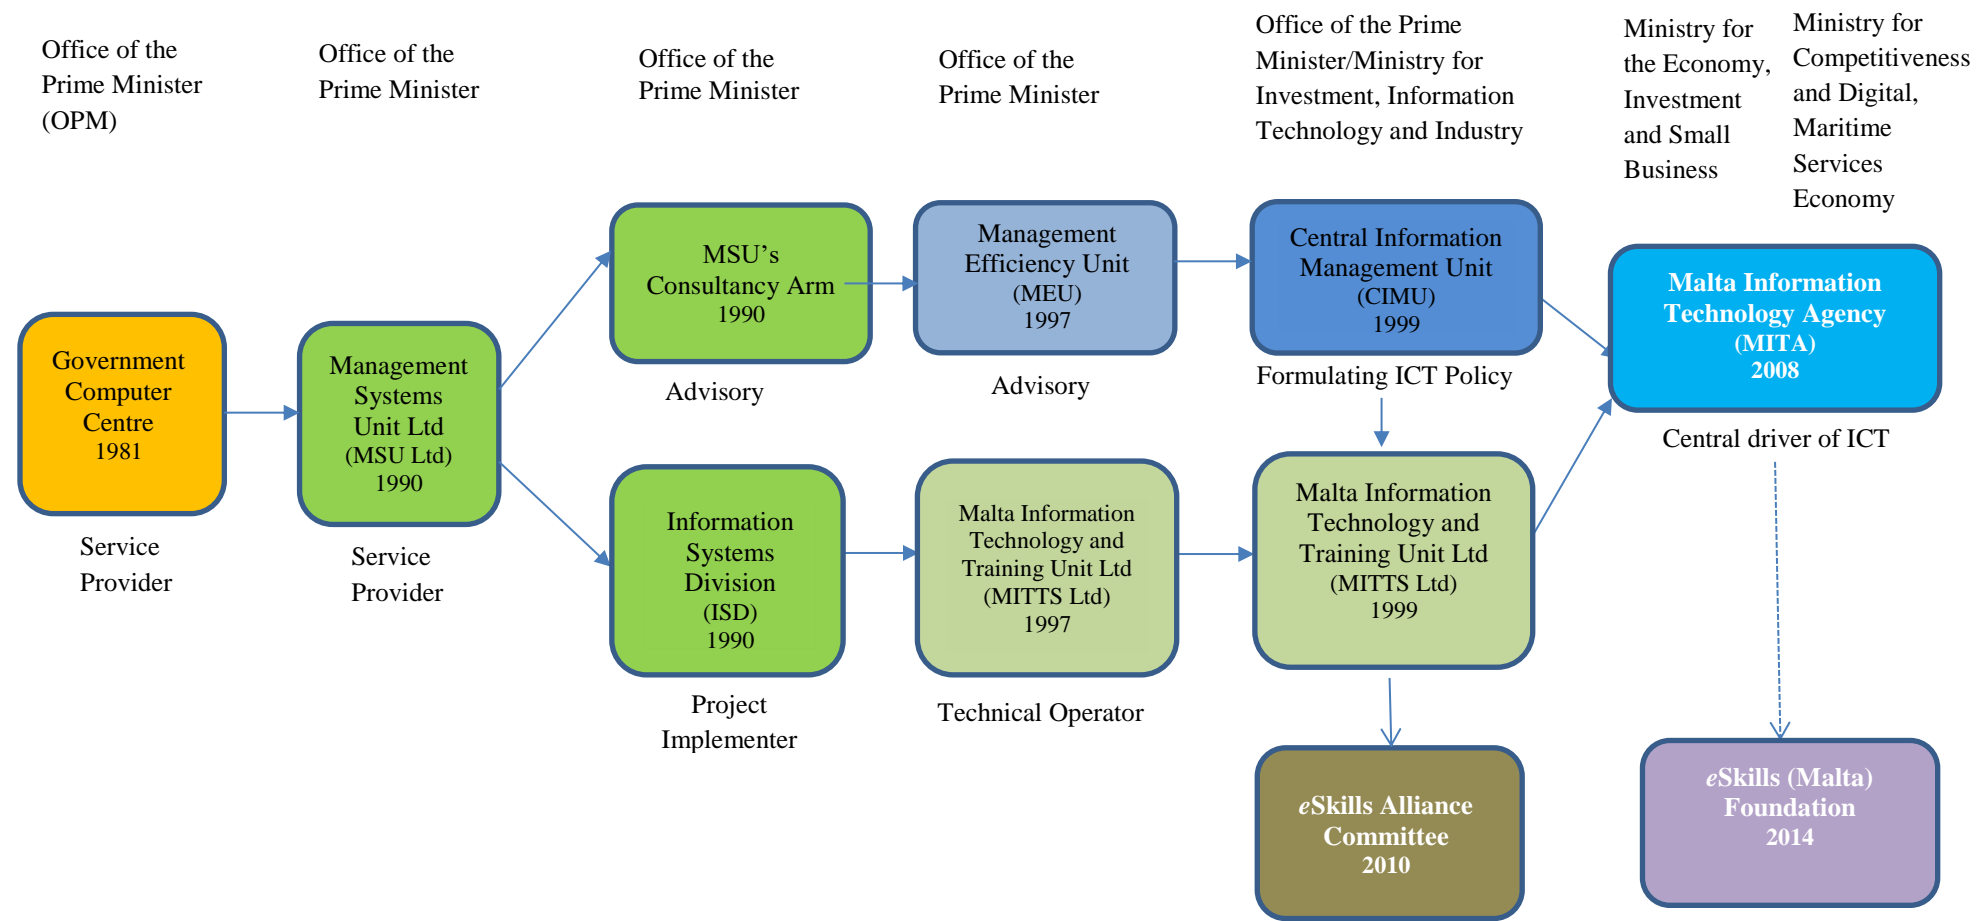 Office of the
Prime Minister
(OPM)
Office of the
Prime Minister
Office of the
Prime Minister
Office of the
Prime Minister
Office of the Prime
Minister/Ministry for
Investment, Information
Technology and Industry
Ministry for
the Economy,
Investment
and Small
Business
Ministry for
Competitiveness
and Digital,
Maritime
Services
Economy
Government
Computer
Centre
1981
Service
Provider
Management
Systems
Unit Ltd
(MSU Ltd)
1990
Service
Provider
MSU’s
Consultancy Arm
1990
Advisory
Information
Systems
Division
(ISD)
1990
Project
Implementer
Management
Efficiency Unit
(MEU)
1997
Advisory
Malta Information
Technology and
Training Unit Ltd
(MITTS Ltd)
1997
Technical Operator
Central Information
Management Unit
(CIMU)
1999
Formulating ICT Policy
Malta Information
Technology and
Training Unit Ltd
(MITTS Ltd)
1999
eSkills Alliance
Committee
2010
Malta Information
Technology Agency
(MITA)
2008
Central driver of ICT
eSkills (Malta)
Foundation
2014